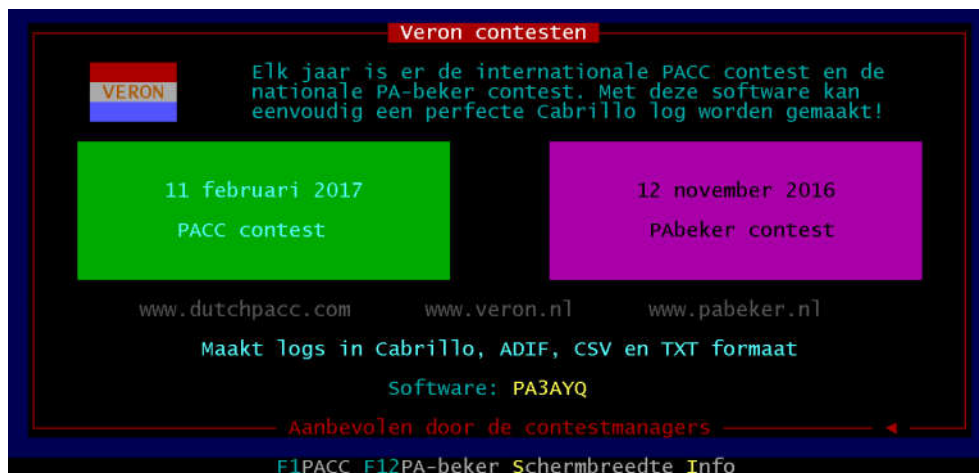 Veron contesten
VERON
Elk jaar is er de internationale PACC contest en de
nationale PA-beker contest. Met deze software kan
eenvoudig een perfecte Cabrillo log worden gemaakt!
11 februari 2017
PACC contest
12 november 2016
PAbeker contest
www.dutchpacc.com www.veron.nl www.pabeker.nl
Maakt logs in Cabrillo, ADIF, CSV en TXT formaat
Software: PA3AYQ
Aanbevolen door de contestmanagers
F1PACC F12PA-beker Schermbreedte Info